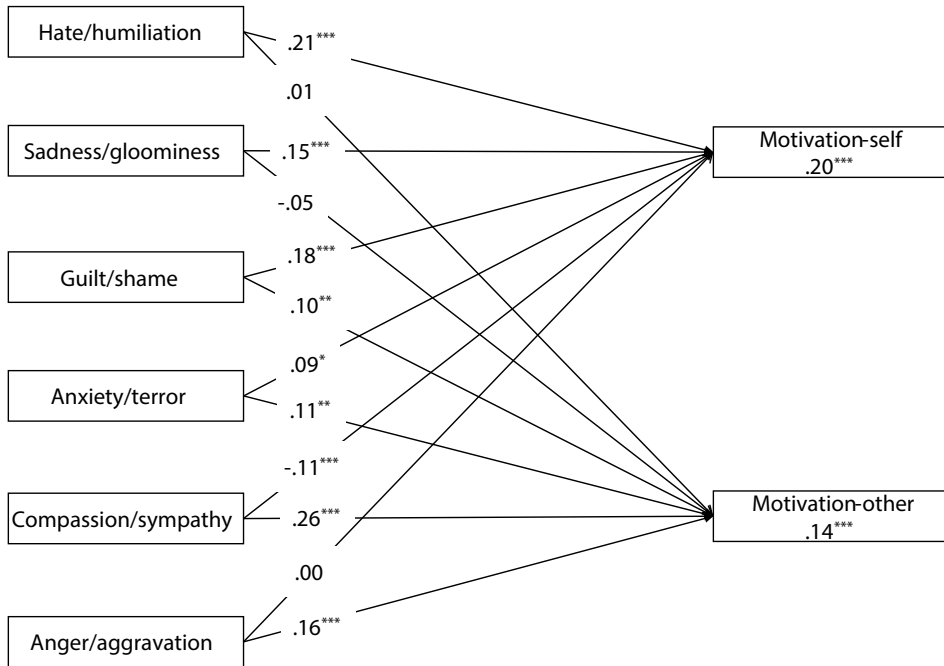 Hate/humiliation
.21***
.01
Sadness/gloominess
.15***
-.05
Guilt/shame
.18***
.10**
Anxiety/terror
.09*
.11**
Compassion/sympathy
-.11***
.26***
Anger/aggravation
.00
.16***
Motivation-self
.20***
Motivation-other
.14***